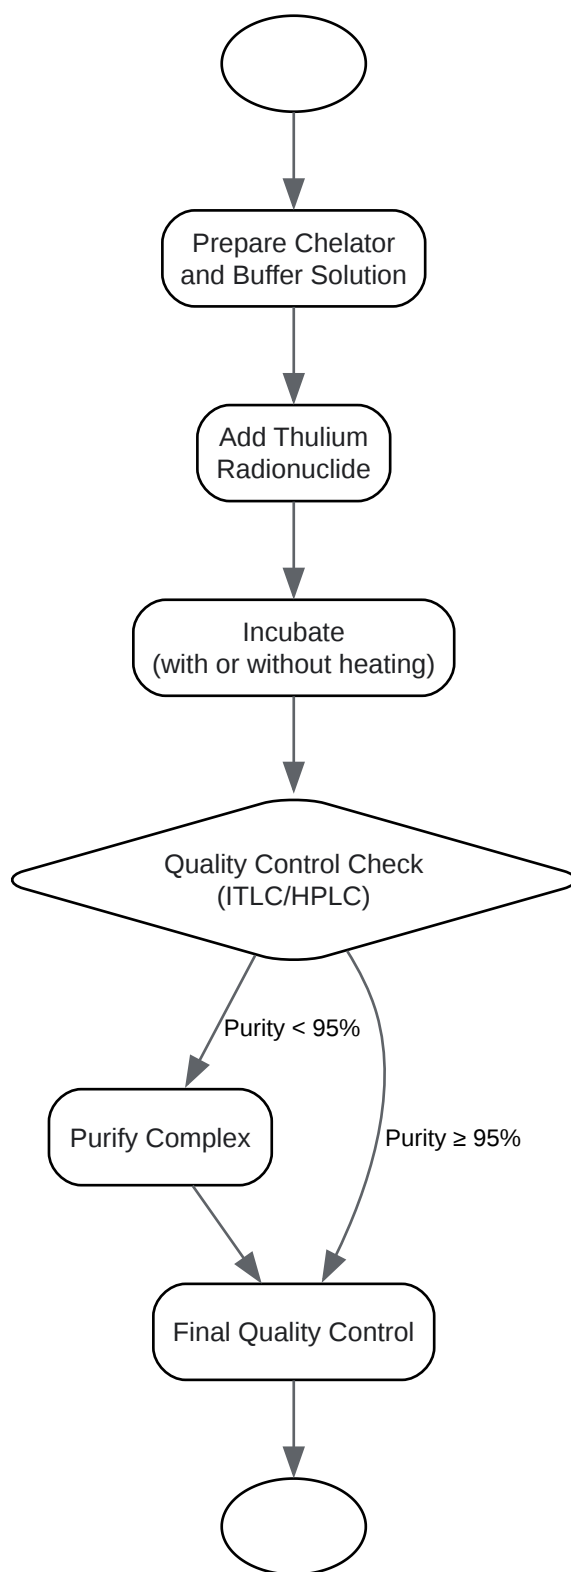 Prepare Chelator
and Buffer Solution
Add Thulium
Radionuclide
Incubate
(with or without heating)
Quality Control Check
(ITLC/HPLC)
Purity < 95%
Purify Complex
Purity ≥ 95%
Final Quality Control